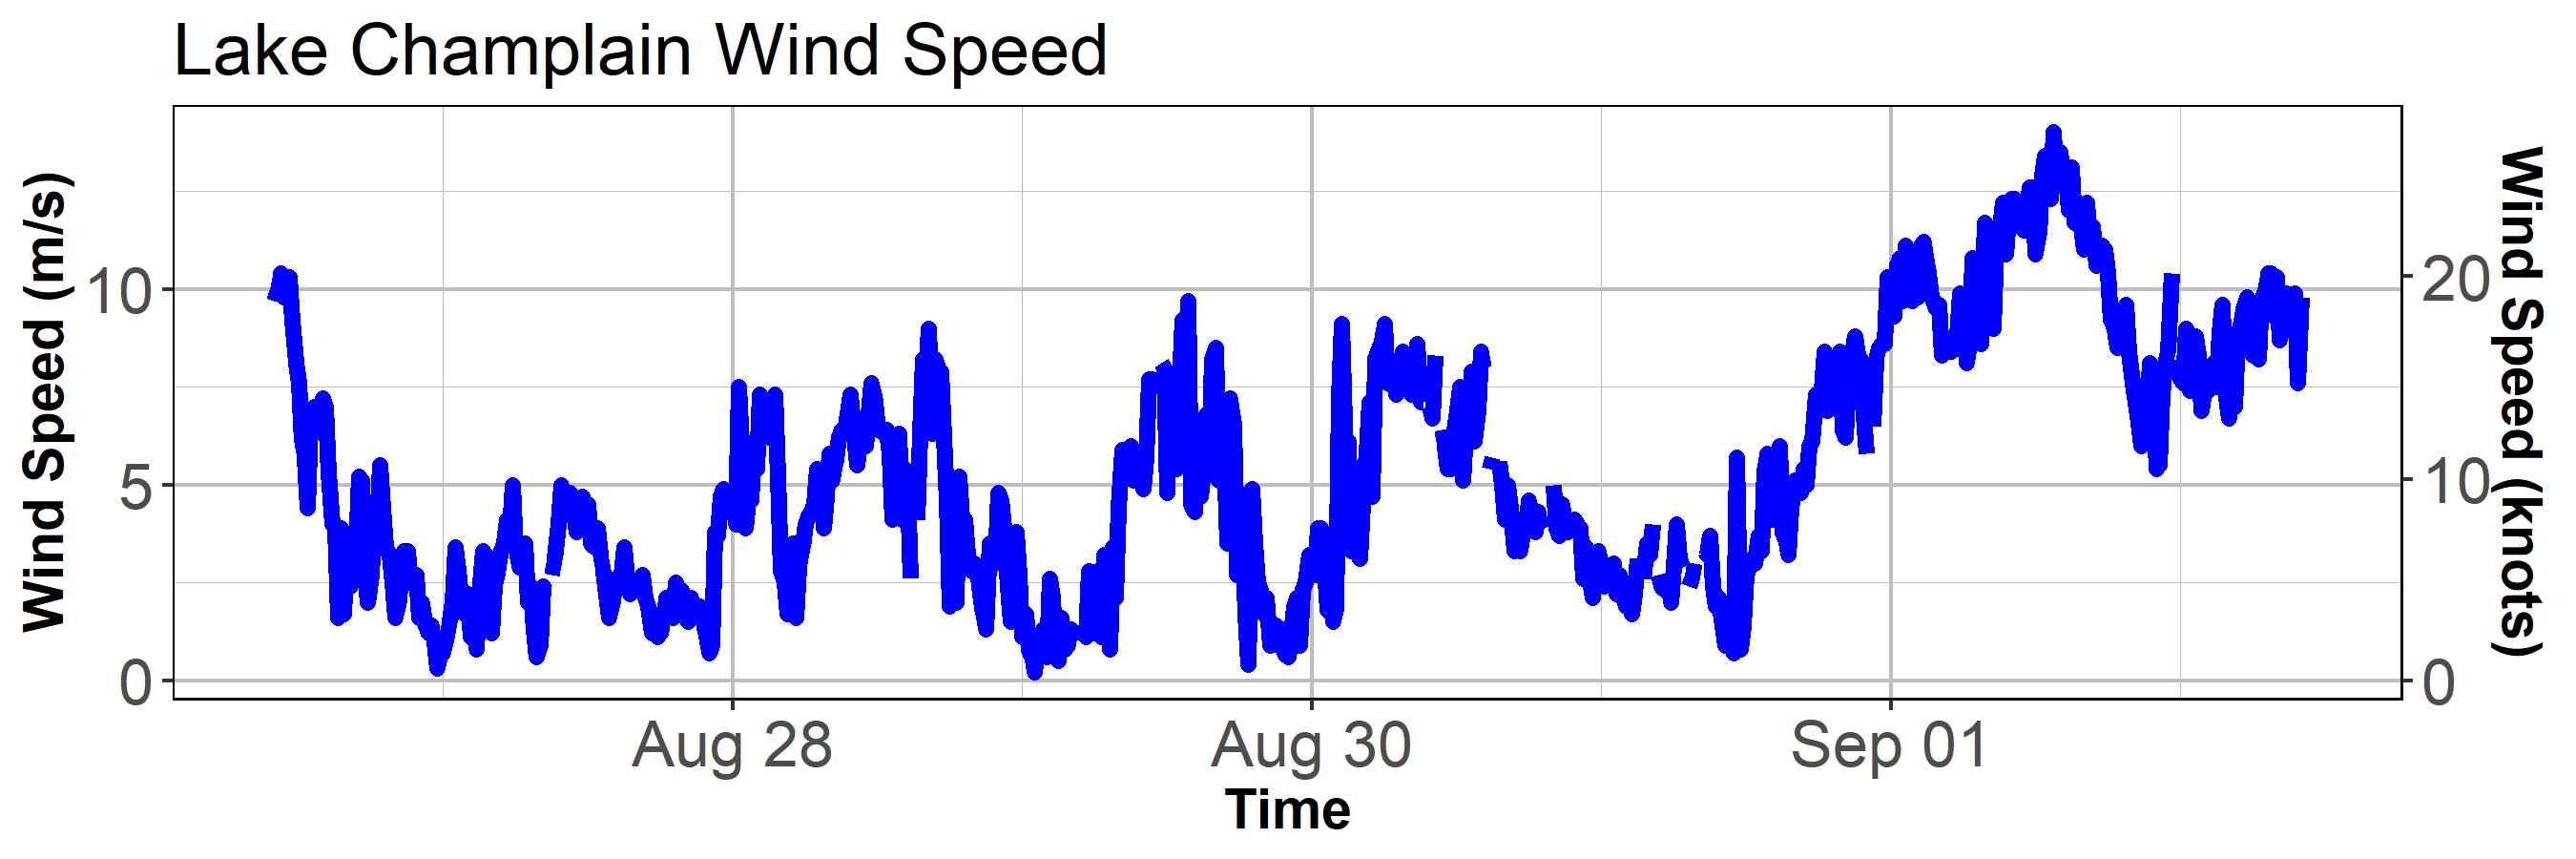 Lake Champlain Wind Speed
Wind Speed (m/s)
10
5
0
Wind Speed (knots)
20
10
0
Aug 28
Aug 30
Sep 01
Time